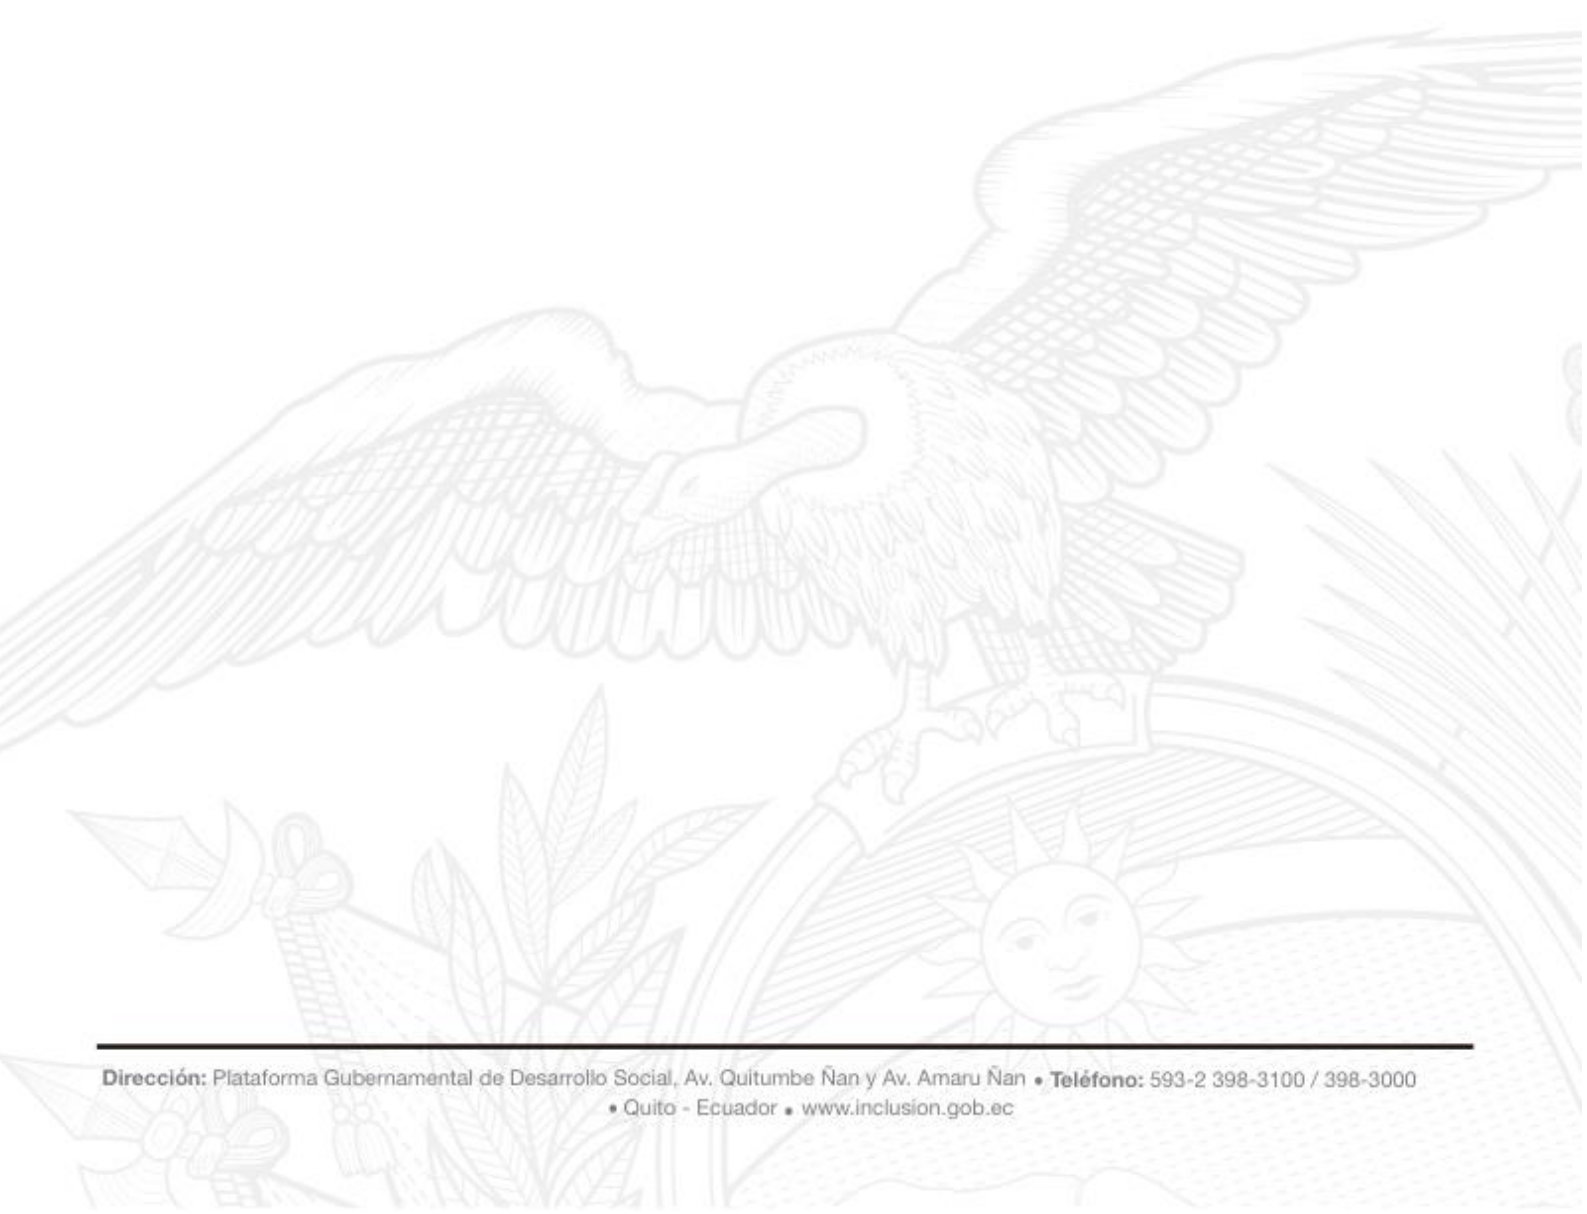 Dirección: Plataforma Gubernamental de Desarrollo Social, Av. Quitumbe Ñan y Av. Amaru Ñan • Teléfono: 593-2 398-3100 / 398-3000
• Quito - Ecuador • www.inclusion.gob.ec